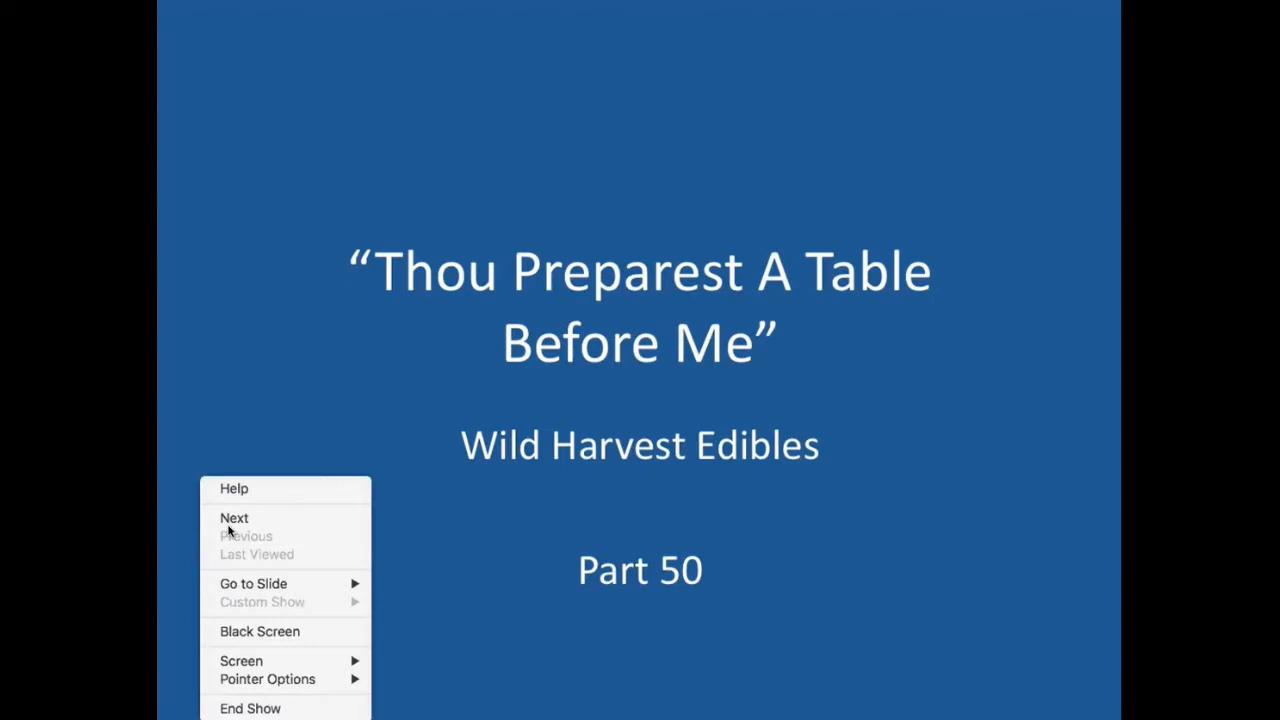 “Thou Preparest A Table
Before Me”
Wild Harvest Edibles
Part 50
Help
Next
Previous
Last Viewed
Go to Slide
Custom Show
Black Screen
Screen
Pointer Options
End Show